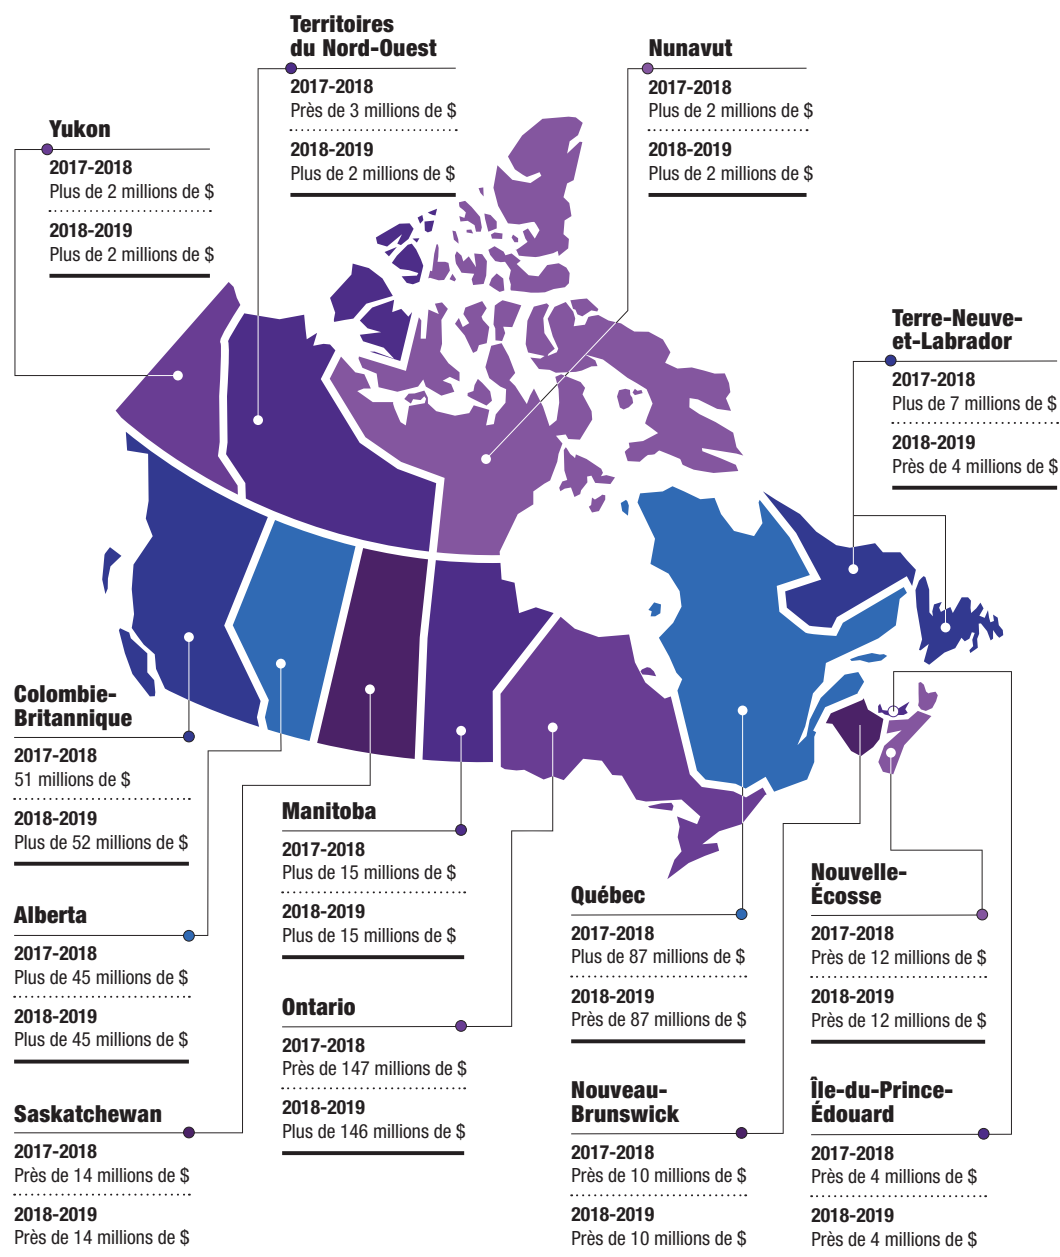 Territoires
du Nord-Ouest
2017-2018
Près de 3 millions de $
2018-2019
Plus de 2 millions de $
Nunavut
2017-2018
Plus de 2 millions de $
2018-2019
Plus de 2 millions de $
Yukon
2017-2018
Plus de 2 millions de $
2018-2019
Plus de 2 millions de $
Terre-Neuve-
et-Labrador
2017-2018
Plus de 7 millions de $
2018-2019
Près de 4 millions de $
Colombie-
Britannique
2017-2018
51 millions de $
2018-2019
Plus de 52 millions de $
Alberta
2017-2018
Plus de 45 millions de $
2018-2019
Plus de 45 millions de $
Saskatchewan
2017-2018
Près de 14 millions de $
2018-2019
Près de 14 millions de $
Manitoba
2017-2018
Plus de 15 millions de $
2018-2019
Plus de 15 millions de $
Ontario
2017-2018
Près de 147 millions de $
2018-2019
Plus de 146 millions de $
Québec
2017-2018
Plus de 87 millions de $
2018-2019
Près de 87 millions de $
Nouveau-
Brunswick
2017-2018
Près de 10 millions de $
2018-2019
Près de 10 millions de $
Nouvelle-
Écosse
2017-2018
Près de 12 millions de $
2018-2019
Près de 12 millions de $
Île-du-Prince-
Édouard
2017-2018
Près de 4 millions de $
2018-2019
Près de 4 millions de $